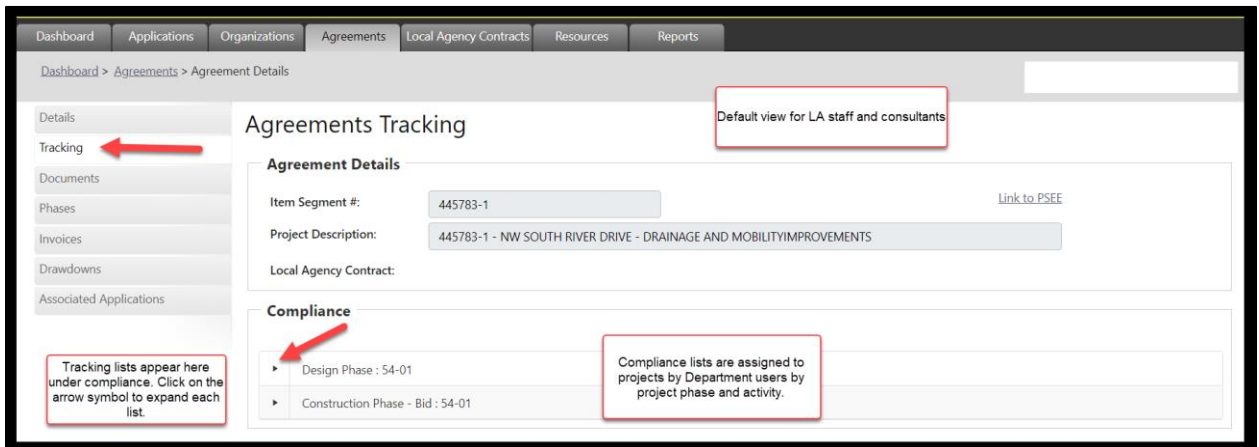 Dashboard Applications Organizations Agreements Local Agency Contracts Resources Reports
Dashboard > Agreements > Agreement Details
Default view for LA staff and consultants
Details
Tracking
Documents
Phases
Invoices
Drawdowns
Associated Applications
Agreements Tracking
Agreement Details
Item Segment #: 445783-1 Link to PSEE
Project Description: 445783-1 - NW SOUTH RIVER DRIVE - DRAINAGE AND MOBILITYIMPROVEMENTS
Local Agency Contract:
Compliance
Design Phase : 54-01
Construction Phase - Bid : 54-01
Tracking lists appear here
under compliance. Click on the
arrow symbol to expand each
list.
Compliance lists are assigned to
projects by Department users by
project phase and activity.